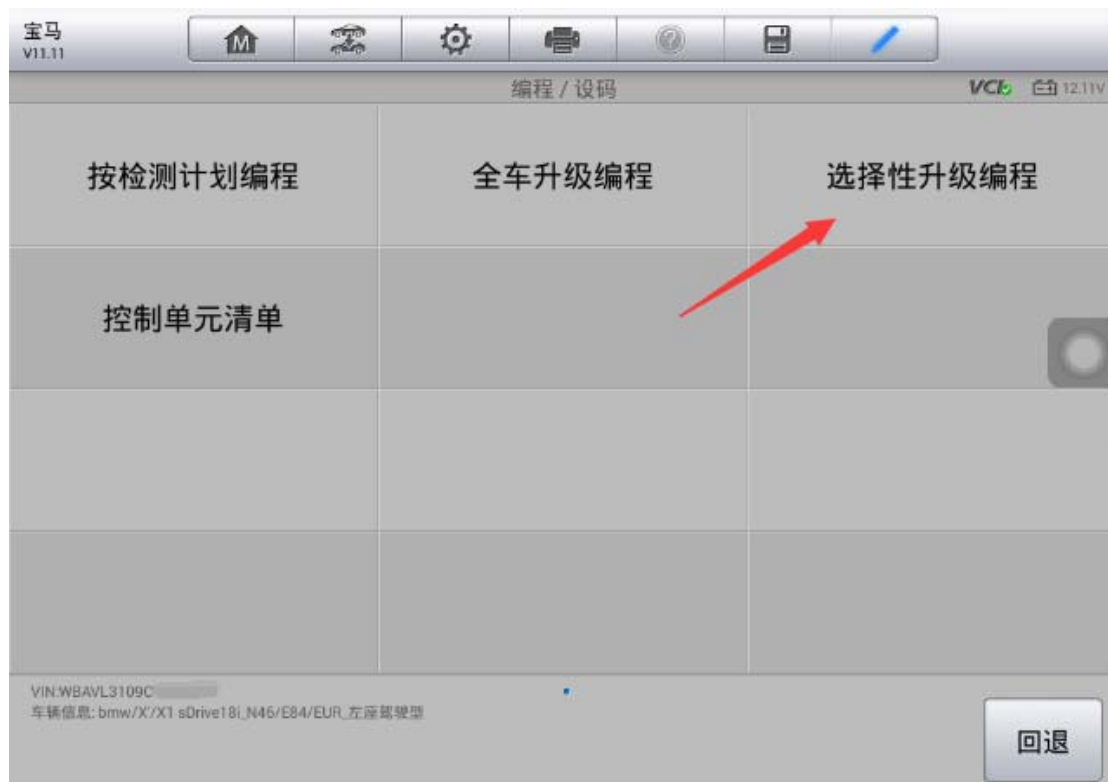 宝马
V11.11
M
编程 / 设码
VCI
12.11V
按检测计划编程
全车升级编程
选择性升级编程
控制单元清单
VIN:WBAVL3109C
车辆信息: bmw/X'/X1 sDrive18i_N46/E84/EUR_左座驾驶型
回退